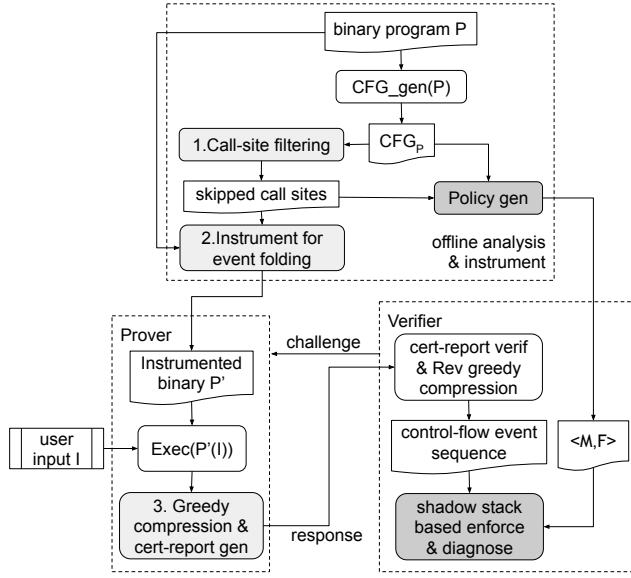 binary program P
CFG_gen(P)
1.Call-site filtering
CFGP
skipped call sites
Policy gen
2.Instrument for
event folding
offline analysis
& instrument
Prover
Verifier
challenge
Instrumented
binary P'
cert-report verif
& Rev greedy
compression
user
input I
Exec(P'(I))
control-flow event
sequence
<M,F>
3. Greedy
compression &
cert-report gen
response
shadow stack
based enforce
& diagnose